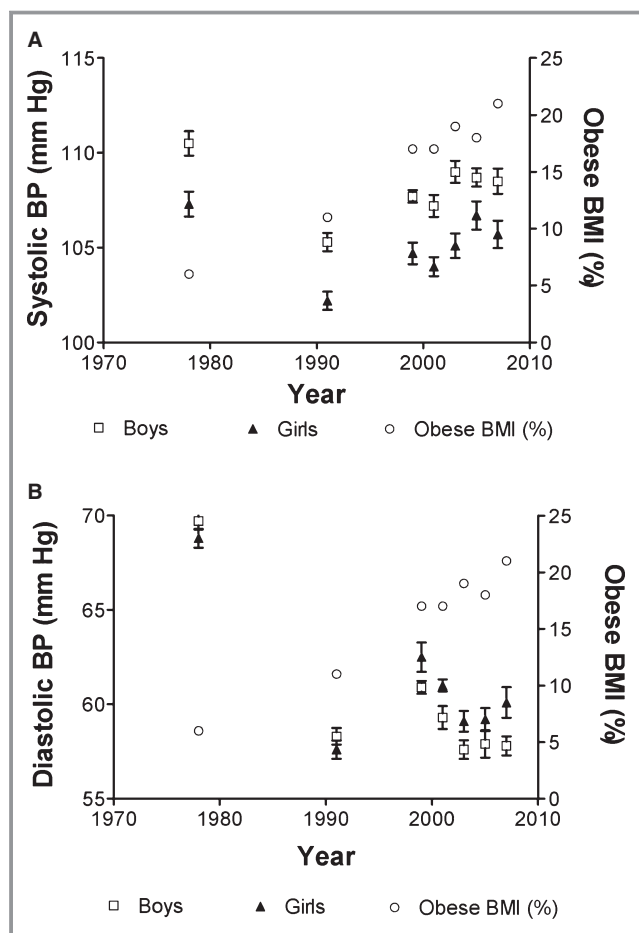 A
115
110
105
100
25
20
15
10
5
0
Systolic BP (mm Hg)
Obese BMI (%)
1970 1980 1990 2000 2010
Year
Boys Girls Obese BMI (%)
B
70
65
60
55
25
20
15
10
5
0
Diastolic BP (mm Hg)
Obese BMI (%)
1970 1980 1990 2000 2010
Year
Boys Girls Obese BMI (%)